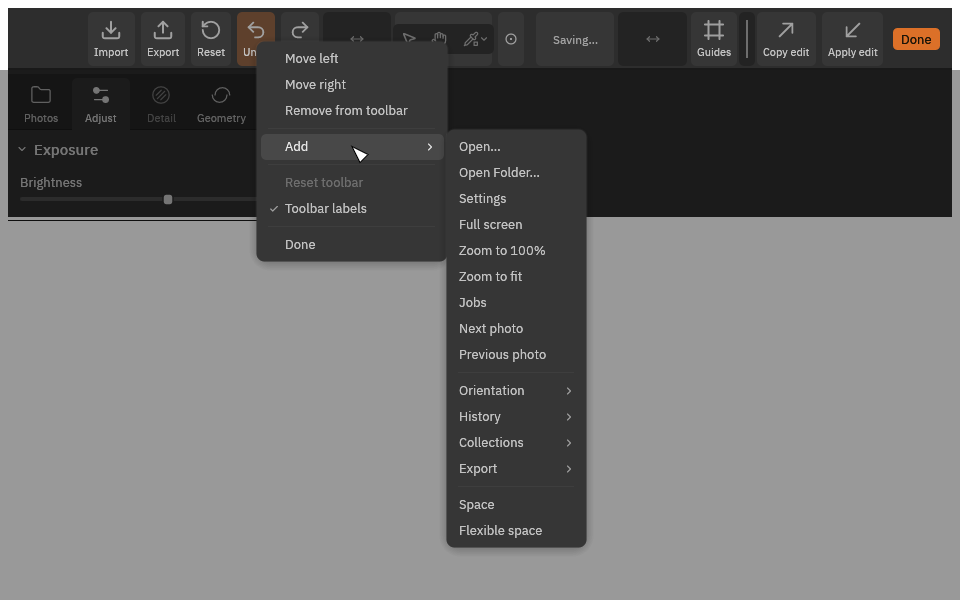 Import
Export
Reset
Un
Saving...
Guides
Copy edit
Apply edit
Done
Photos
Adjust
Detail
Geometry
Exposure
Brightness
Move left
Move right
Remove from toolbar
Add
Reset toolbar
Toolbar labels
Done
Open...
Open Folder...
Settings
Full screen
Zoom to 100%
Zoom to fit
Jobs
Next photo
Previous photo
Orientation
History
Collections
Export
Space
Flexible space